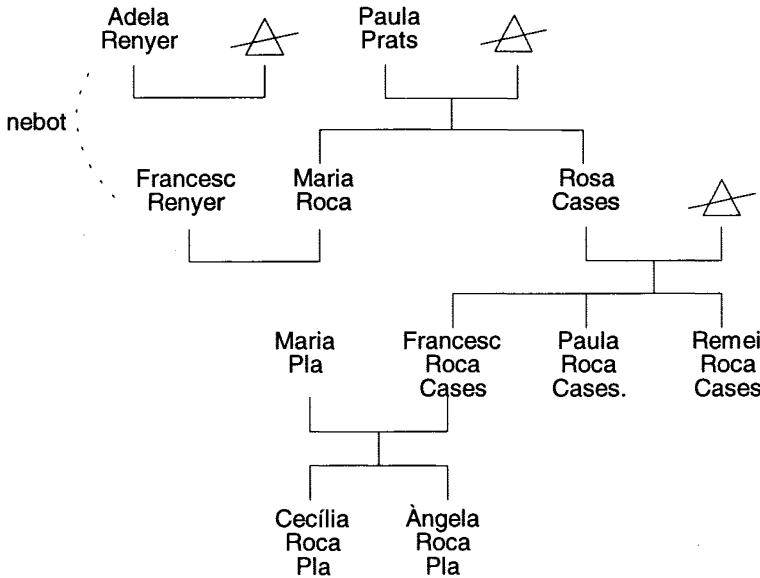 Adela
Renyer
Paula
Prats
nebot
Francesc
Renyer
Maria
Roca
Rosa
Cases
Maria
Pla
Francesc
Roca
Cases
Paula
Roca
Cases.
Remei
Roca
Cases
Cecília
Roca
Pla
Àngela
Roca
Pla